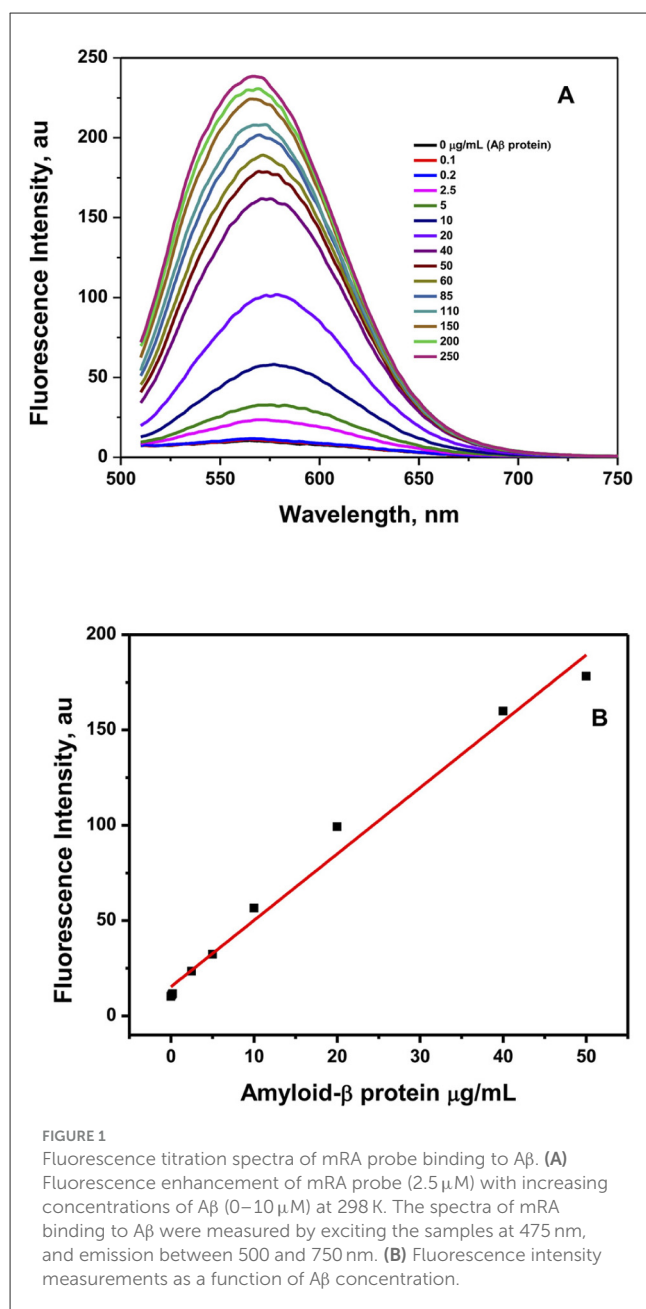 250
200
150
100
50
0
Fluorescence Intensity, au
A
0 μg/mL (Aβ protein)
0.1
0.2
2.5
5
10
20
40
50
60
85
110
150
200
250
500 550 600 650 700 750
Wavelength, nm
200
150
100
50
0
Fluorescence Intensity, au
B
0 10 20 30 40 50
Amyloid-β protein μg/mL
FIGURE 1
Fluorescence titration spectra of mRA probe binding to Aβ. (A)
Fluorescence enhancement of mRA probe (2.5 μM) with increasing
concentrations of Aβ (0–10 μM) at 298 K. The spectra of mRA
binding to Aβ were measured by exciting the samples at 475 nm,
and emission between 500 and 750 nm. (B) Fluorescence intensity
measurements as a function of Aβ concentration.